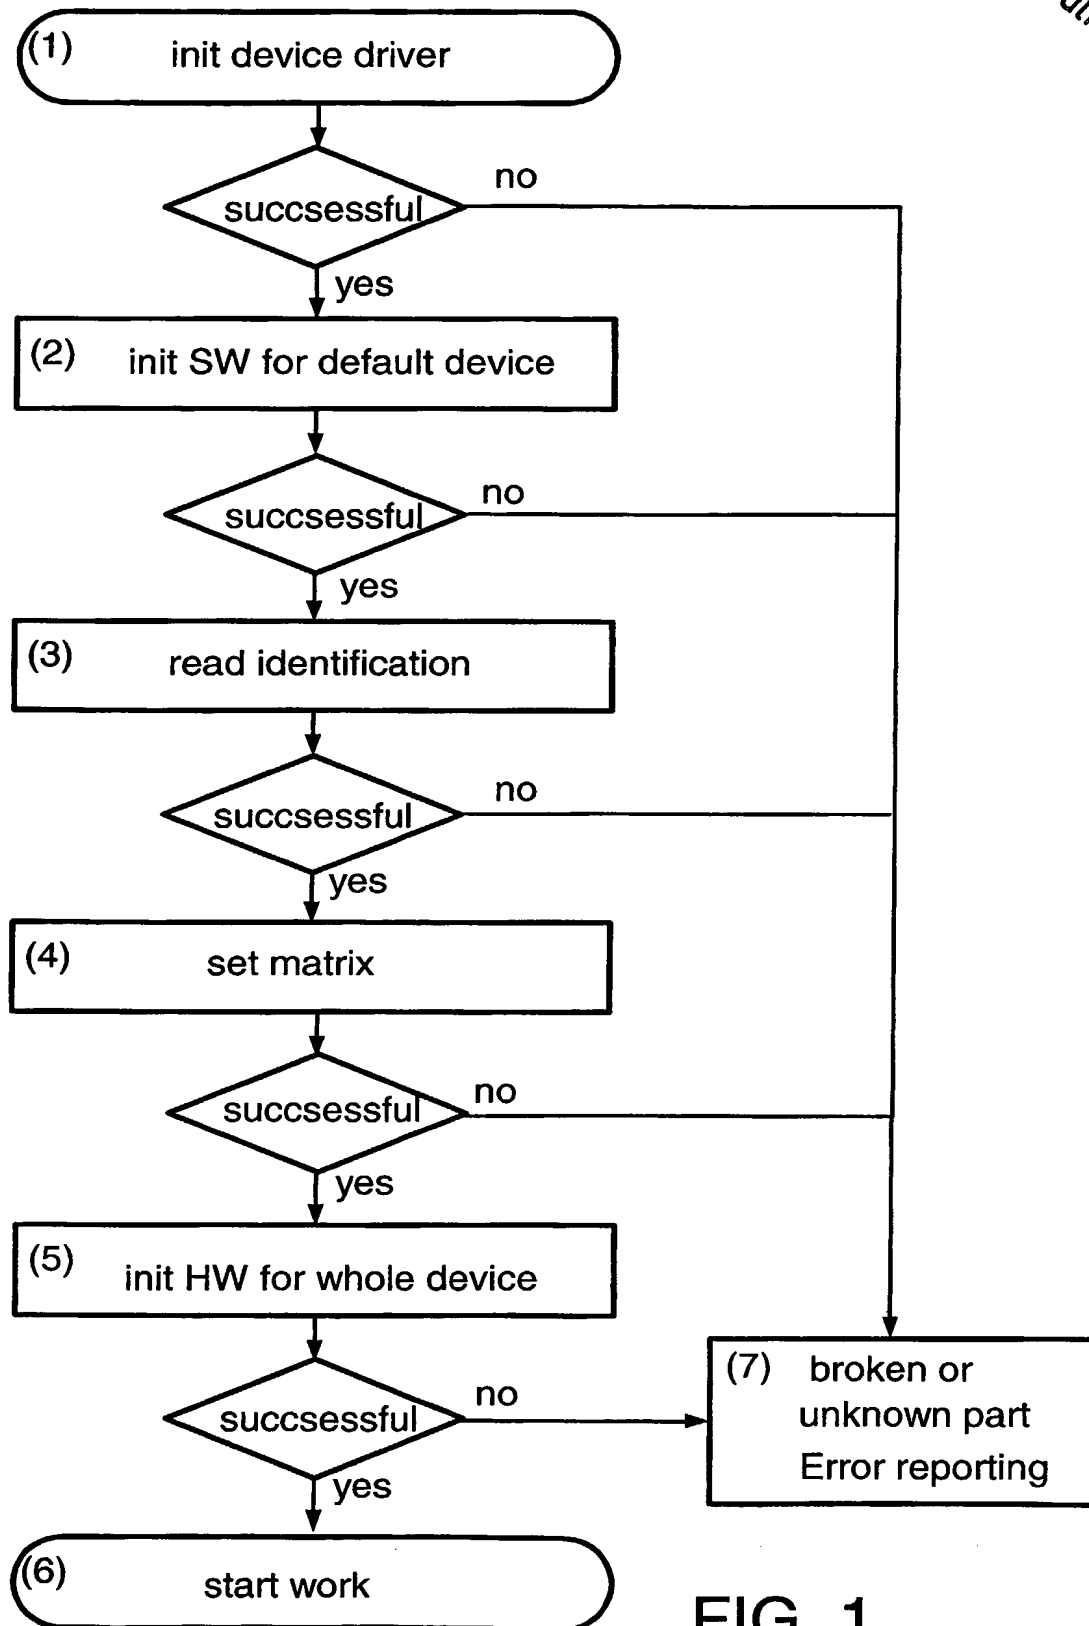 (1) init device driver
succsessful
no
yes
(2) init SW for default device
succsessful
no
yes
(3) read identification
succsessful
no
yes
(4) set matrix
succsessful
no
yes
(5) init HW for whole device
succsessful
no
yes
(7) broken or
unknown part
Error reporting
(6) start work
FIG. 1